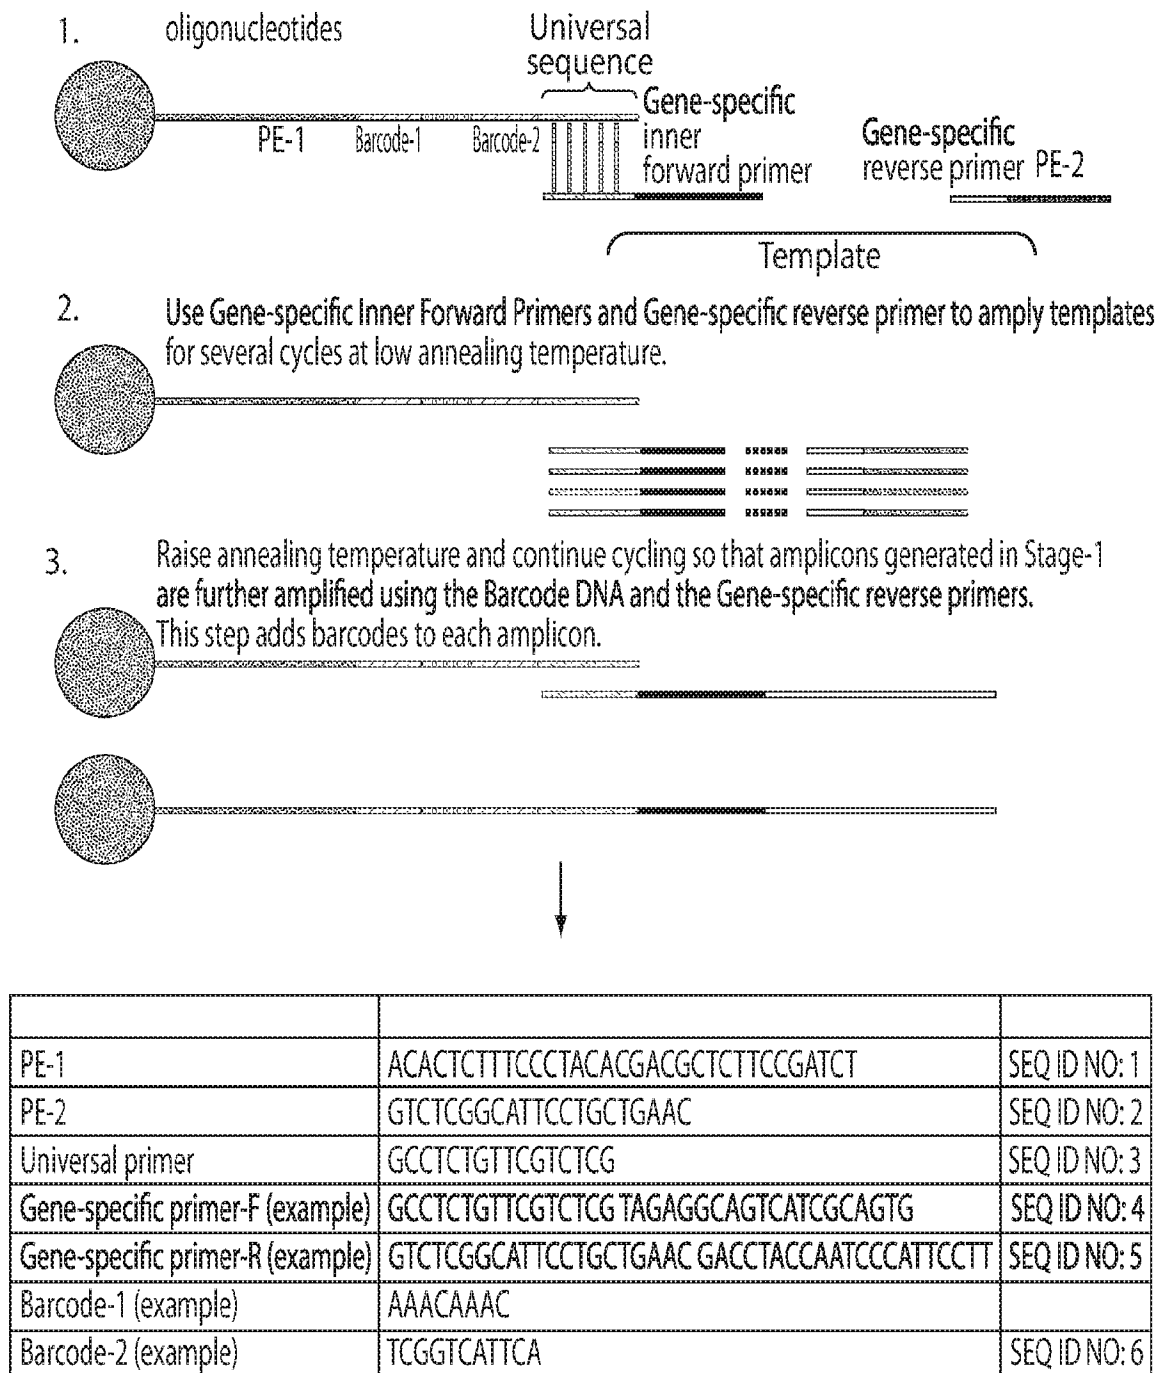 1.
oligonucleotides
Universal
sequence
PE-1
Barcode-1
Barcode-2
Gene-specific
inner
forward primer
Gene-specific
reverse primer PE-2
Template
2.
Use Gene-specific Inner Forward Primers and Gene-specific reverse primer to amply templates
for several cycles at low annealing temperature.
3.
Raise annealing temperature and continue cycling so that amplicons generated in Stage-1
are further amplified using the Barcode DNA and the Gene-specific reverse primers.
This step adds barcodes to each amplicon.
PE-1 ACACTCTTTCCCTACACGACGCTCTTCCGATCT SEQ ID NO: 1
PE-2 GTCTCGGCATTCCTGCTGAAC SEQ ID NO: 2
Universal primer GCCTCTGTTCGTCTCG SEQ ID NO: 3
Gene-specific primer-F (example) GCCTCTGTTCGTCTCG TAGAGGCAGTCATCGCAGTG SEQ ID NO: 4
Gene-specific primer-R (example) GTCTCGGCATTCCTGCTGAAC GACCTACCAATCCCATTCCTT SEQ ID NO: 5
Barcode-1 (example) AAACAAAC
Barcode-2 (example) TCGGTCATTCA SEQ ID NO: 6